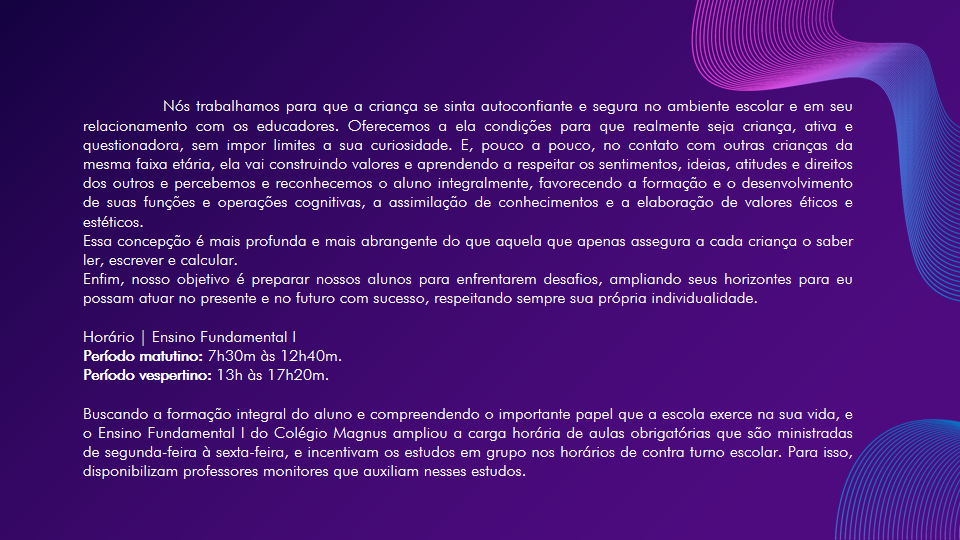 Nós trabalhamos para que a criança se sinta autoconfiante e segura no ambiente escolar e em seu
relacionamento com os educadores. Oferecemos a ela condições para que realmente seja criança, ativa e
questionadora, sem impor limites a sua curiosidade. E, pouco a pouco, no contato com outras crianças da
mesma faixa etária, ela vai construindo valores e aprendendo a respeitar os sentimentos, ideias, atitudes e direitos
dos outros e percebemos e reconhecemos o aluno integralmente, favorecendo a formação e o desenvolvimento
de suas funções e operações cognitivas, a assimilação de conhecimentos e a elaboração de valores éticos e
estéticos.
Essa concepção é mais profunda e mais abrangente do que aquela que apenas assegura a cada criança o saber
ler, escrever e calcular.
Enfim, nosso objetivo é preparar nossos alunos para enfrentarem desafios, ampliando seus horizontes para eu
possam atuar no presente e no futuro com sucesso, respeitando sempre sua própria individualidade.
Horário | Ensino Fundamental I
Período matutino: 7h30m às 12h40m.
Período vespertino: 13h às 17h20m.
Buscando a formação integral do aluno e compreendendo o importante papel que a escola exerce na sua vida, e
o Ensino Fundamental I do Colégio Magnus ampliou a carga horária de aulas obrigatórias que são ministradas
de segunda-feira à sexta-feira, e incentivam os estudos em grupo nos horários de contra turno escolar. Para isso,
disponibilizam professores monitores que auxiliam nesses estudos.